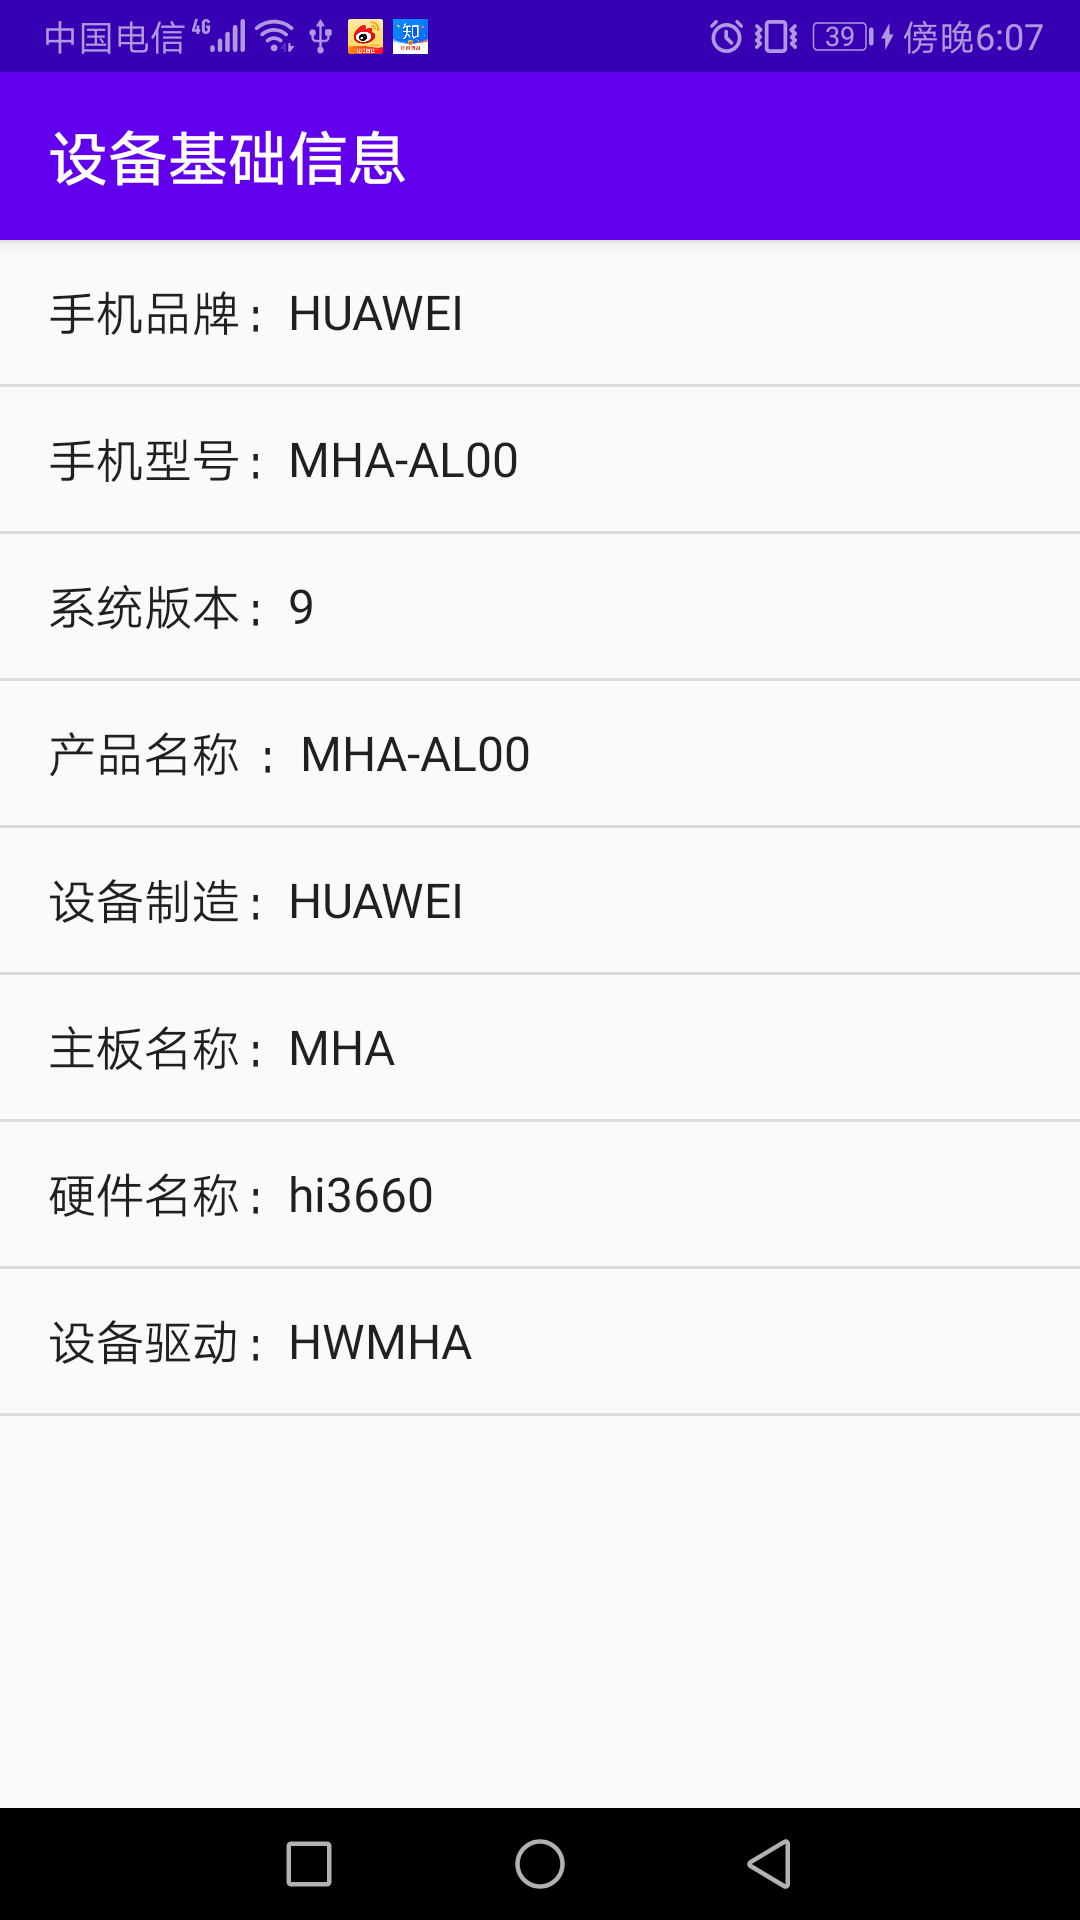 中国电信 4G 39 傍晚6:07
设备基础信息
手机品牌：HUAWEI
手机型号：MHA-AL00
系统版本：9
产品名称 ：MHA-AL00
设备制造：HUAWEI
主板名称：MHA
硬件名称：hi3660
设备驱动：HWMHA